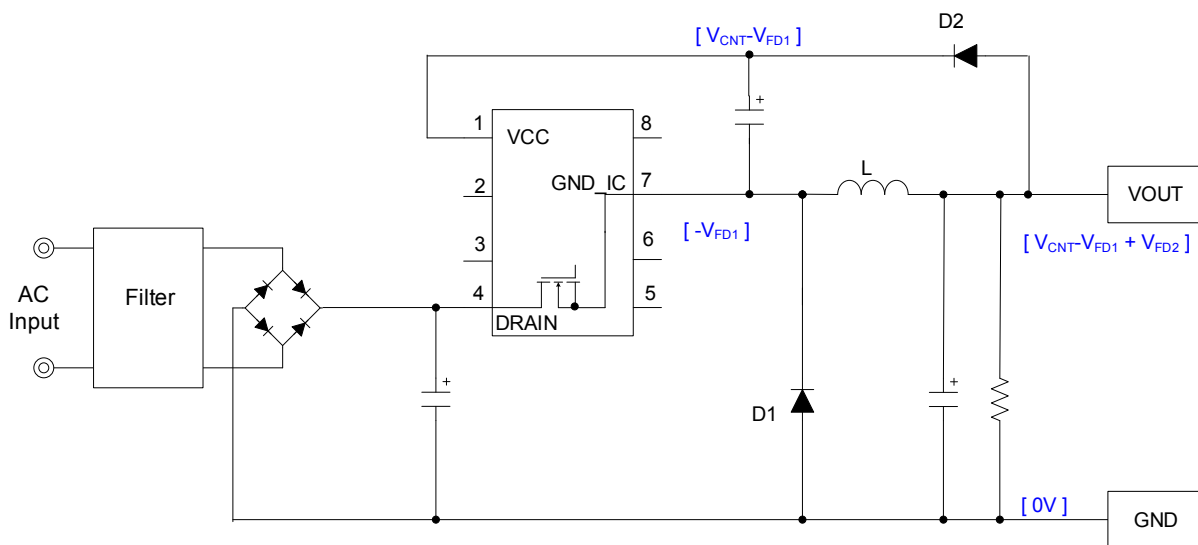 D2
[ VCNT-VFD1 ]
1
VCC
8
2
GND_IC
7
L
VOUT
[ -VFD1 ]
[ VCNT-VFD1 + VFD2 ]
3
6
AC
Input
Filter
4
5
DRAIN
+
+
+
D1
[ 0V ]
GND